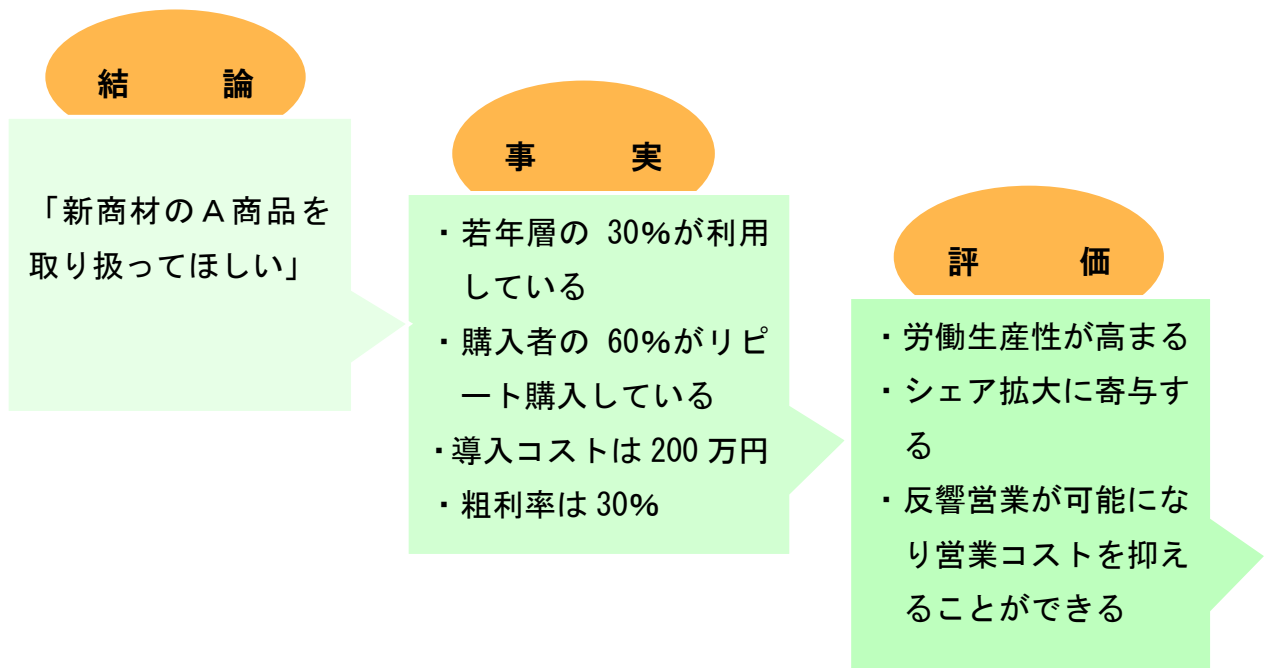 結　論
「新商材のＡ商品を
取り扱ってほしい」
事　実
・若年層の 30%が利用
している
・購入者の 60%がリピ
ート購入している
・導入コストは 200 万円
・粗利率は 30%
評　価
・労働生産性が高まる
・シェア拡大に寄与す
る
・反響営業が可能にな
り営業コストを抑え
ることができる